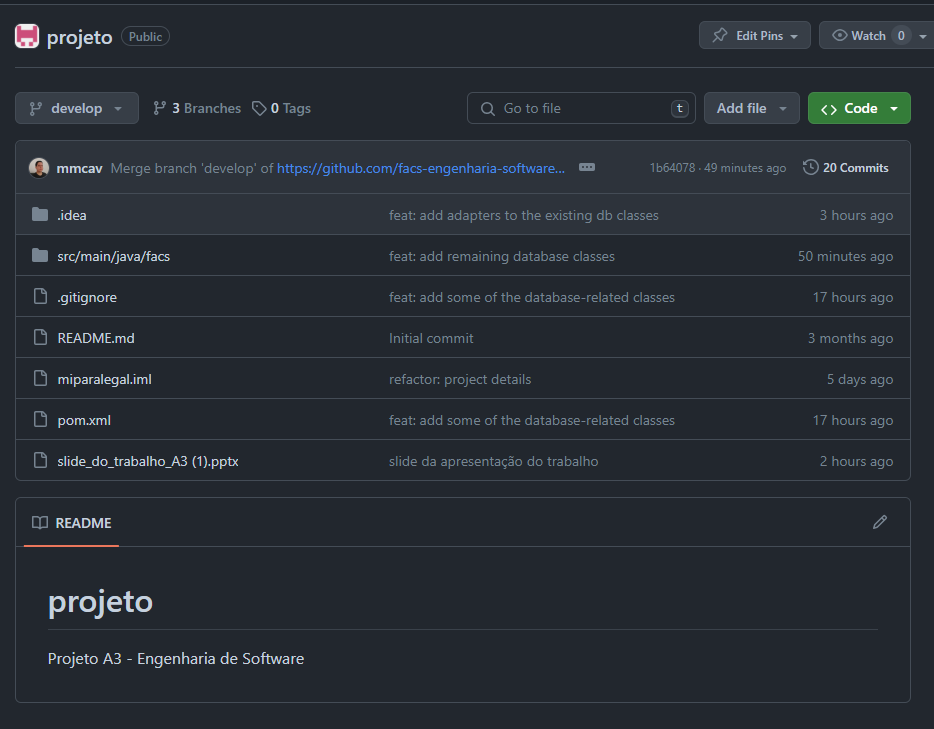 projeto Public Edit Pins Watch 0
develop 3 Branches 0 Tags Go to file t Add file Code
mmcav Merge branch 'develop' of https://github.com/facs-engenharia-software... 1b64078 · 49 minutes ago 20 Commits
.idea feat: add adapters to the existing db classes 3 hours ago
src/main/java/facs feat: add remaining database classes 50 minutes ago
.gitignore feat: add some of the database-related classes 17 hours ago
README.md Initial commit 3 months ago
miparalegal.iml refactor: project details 5 days ago
pom.xml feat: add some of the database-related classes 17 hours ago
slide_do_trabalho_A3 (1).pptx slide da apresentação do trabalho 2 hours ago
README
projeto
Projeto A3 - Engenharia de Software